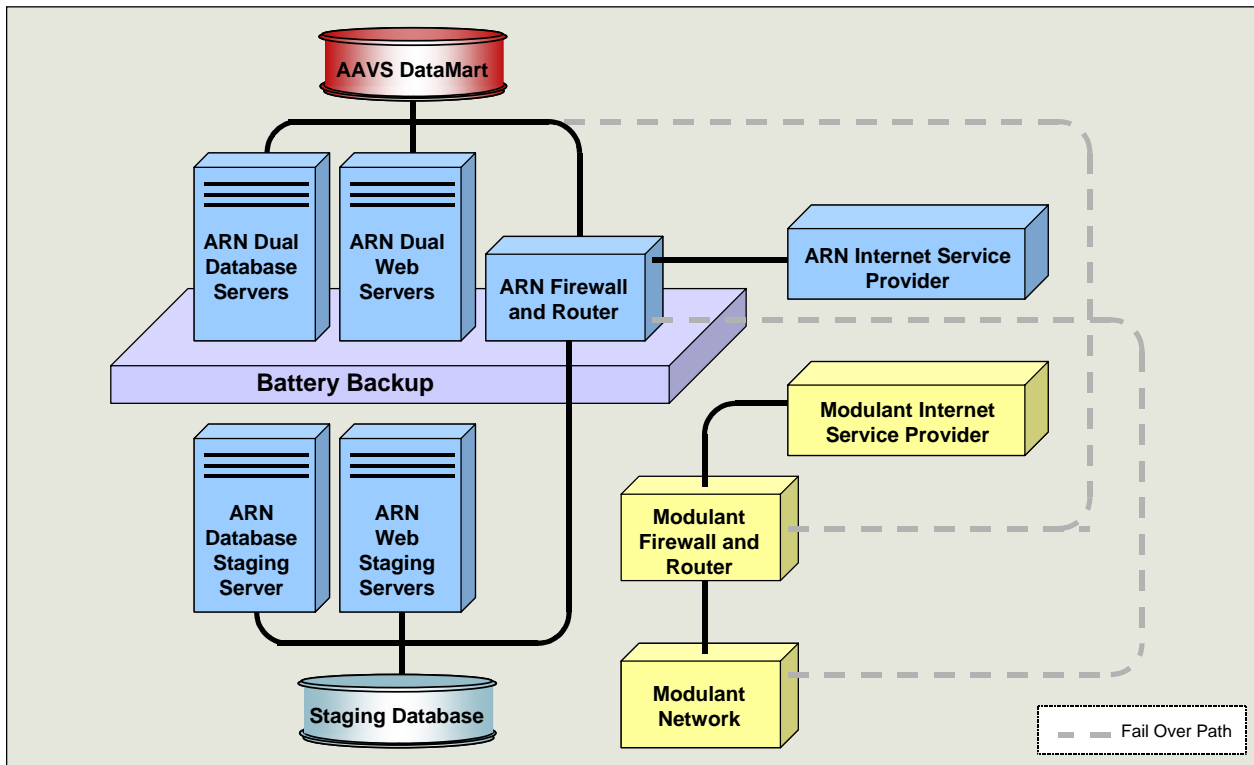 AAVS DataMart
ARN Dual
Database
Servers
ARN Dual
Web
Servers
ARN Firewall
and Router
ARN Internet Service
Provider
Battery Backup
Modulant Internet
Service Provider
ARN
Database
Staging
Server
ARN
Web
Staging
Servers
Modulant
Firewall and
Router
Modulant
Network
Staging Database
Fail Over Path